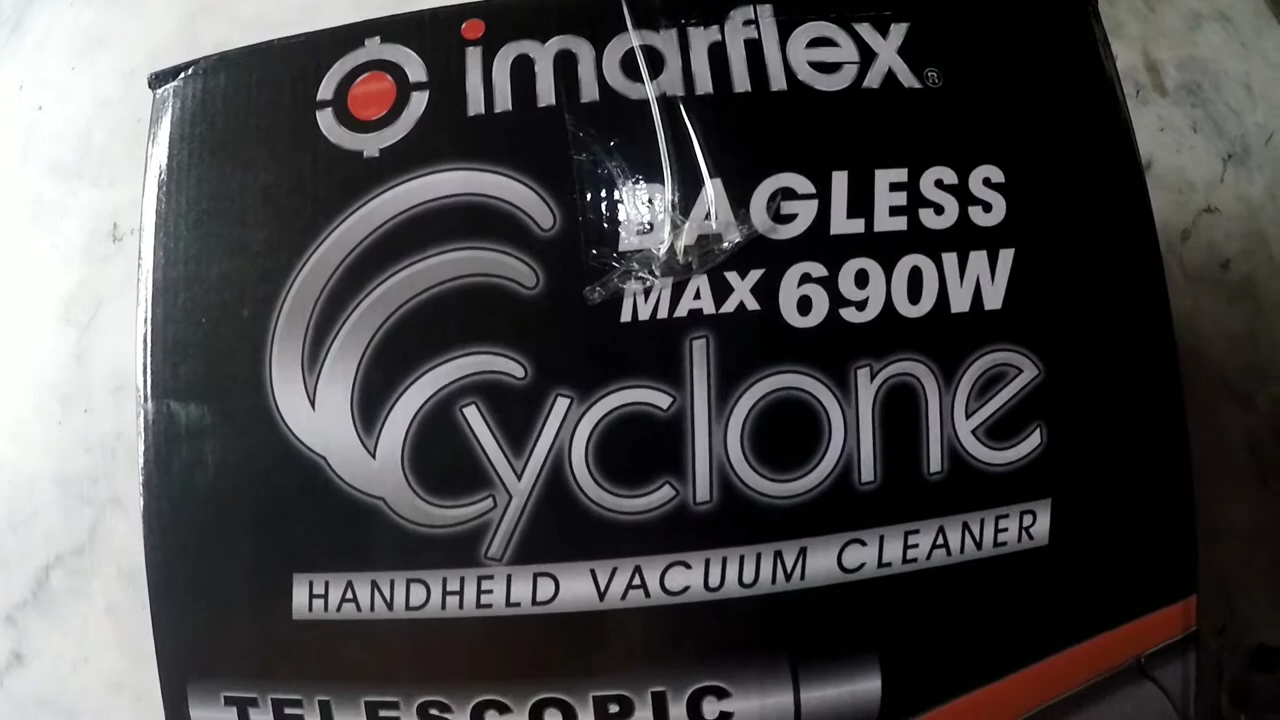 imarflex®
BAGLESS
MAX 690W
Cyclone
HANDHELD VACUUM CLEANER
TELESCOPIC